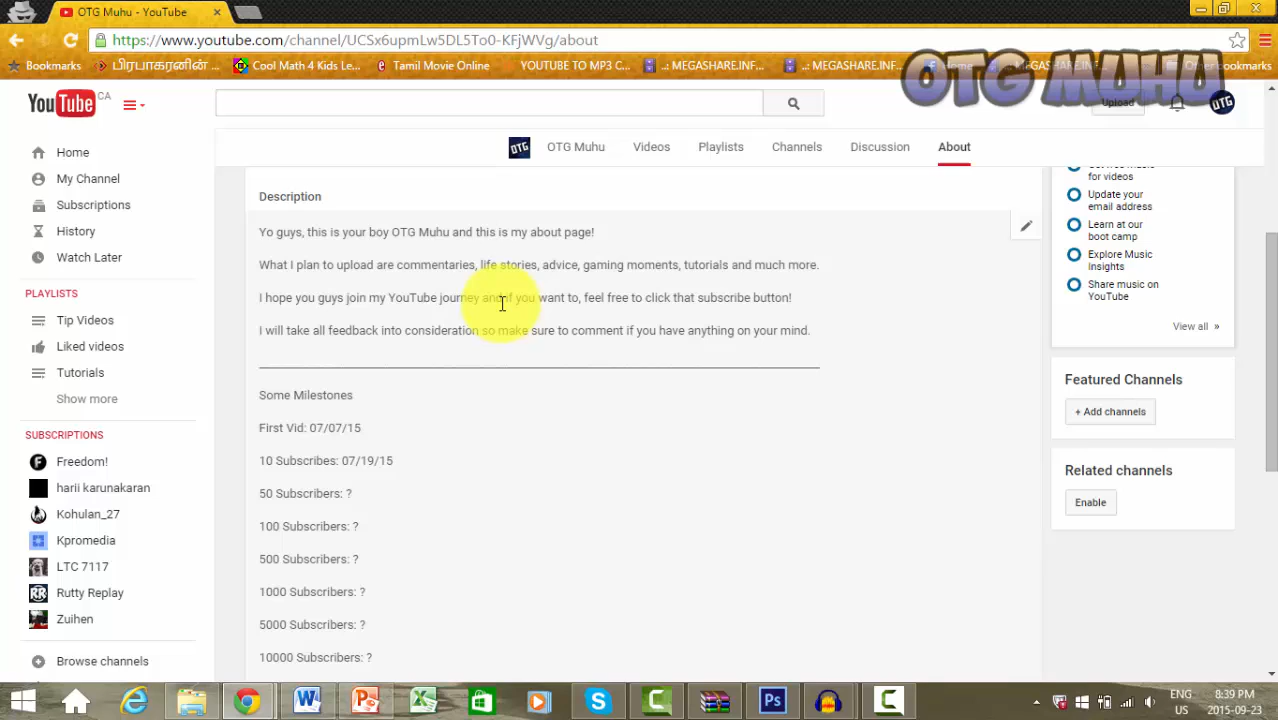 OTG Muhu - YouTube
https://www.youtube.com/channel/UCSx6upmLw5DL5To0-KFjWVg/about
Bookmarks
பிரபாகரனின் ...
Cool Math 4 Kids Le...
Tamil Movie Online
YOUTUBE TO MP3 C...
..: MEGASHARE.INF...
..: MEGASHARE.INF...
Home
MEGASHARE.INF...
Other bookmarks
OTG MUHU
YouTube CA
Upload
OTG
OTG
OTG Muhu
Videos
Playlists
Channels
Discussion
About
Home
My Channel
Subscriptions
History
Watch Later
PLAYLISTS
Tip Videos
Liked videos
Tutorials
Show more
SUBSCRIPTIONS
Freedom!
harii karunakaran
Kohulan_27
Kpromedia
LTC 7117
Rutty Replay
Zuihen
Browse channels
Description
Yo guys, this is your boy OTG Muhu and this is my about page!
What I plan to upload are commentaries, life stories, advice, gaming moments, tutorials and much more.
I hope you guys join my YouTube journey and if you want to, feel free to click that subscribe button!
I will take all feedback into consideration so make sure to comment if you have anything on your mind.
Some Milestones
First Vid: 07/07/15
10 Subscribes: 07/19/15
50 Subscribers: ?
100 Subscribers: ?
500 Subscribers: ?
1000 Subscribers: ?
5000 Subscribers: ?
10000 Subscribers: ?
for videos
Update your
email address
Learn at our
boot camp
Explore Music
Insights
Share music on
YouTube
View all »
Featured Channels
+ Add channels
Related channels
Enable
ENG
US
8:39 PM
2015-09-23